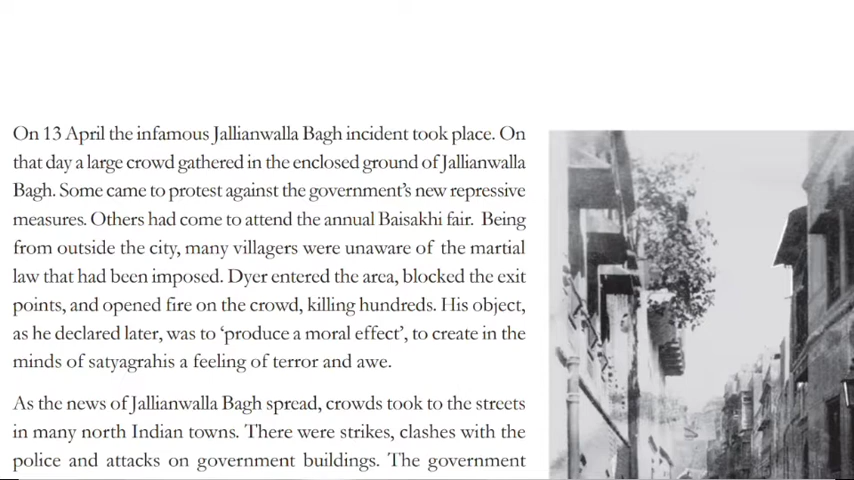 On 13 April the infamous Jallianwalla Bagh incident took place. On
that day a large crowd gathered in the enclosed ground of Jallianwalla
Bagh. Some came to protest against the government's new repressive
measures. Others had come to attend the annual Baisakhi fair. Being
from outside the city, many villagers were unaware of the martial
law that had been imposed. Dyer entered the area, blocked the exit
points, and opened fire on the crowd, killing hundreds. His object,
as he declared later, was to ‘produce a moral effect’, to create in the
minds of satyagrahis a feeling of terror and awe.
As the news of Jallianwalla Bagh spread, crowds took to the streets
in many north Indian towns. There were strikes, clashes with the
police and attacks on government buildings. The government